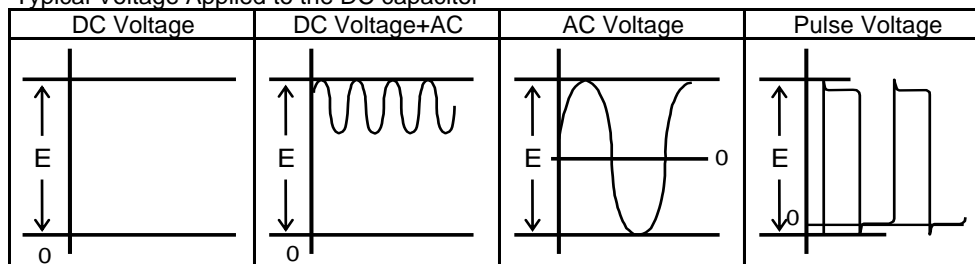 Typical Voltage Applied to the DC capacitor
DC Voltage DC Voltage+AC AC Voltage Pulse Voltage
E E E 0 E
0
0 0